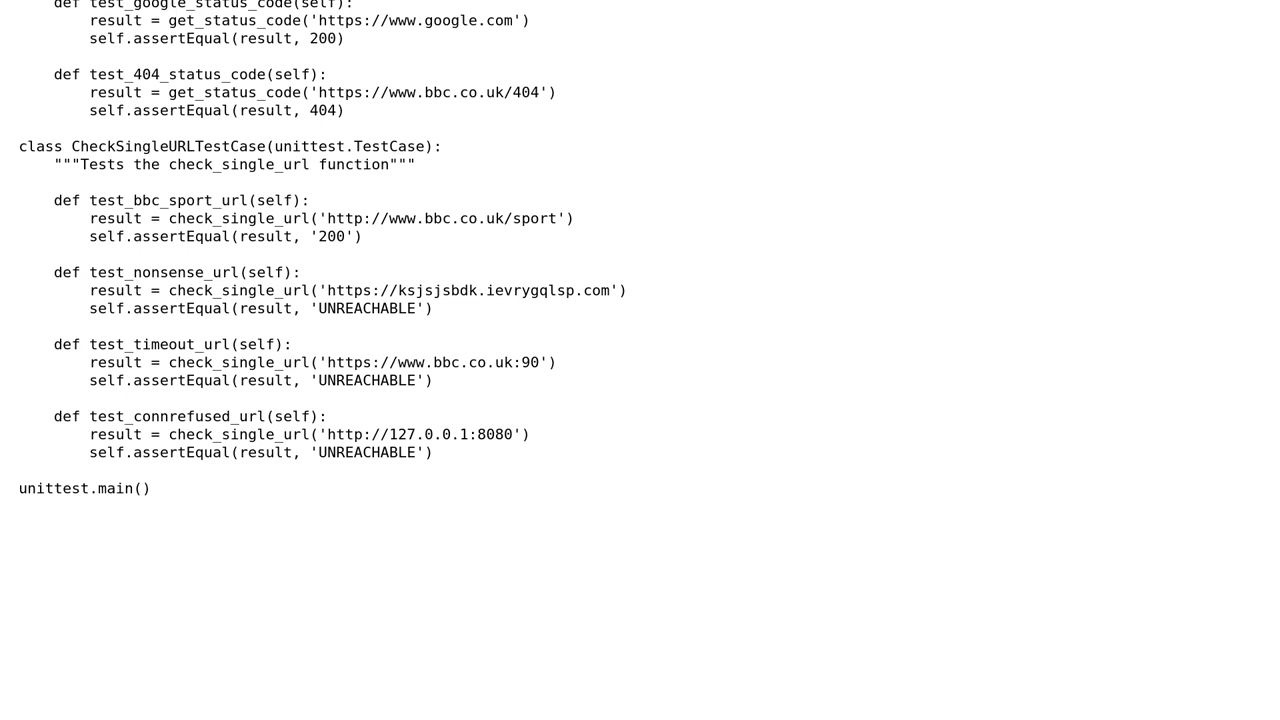 def test_google_status_code(self):
        result = get_status_code('https://www.google.com')
        self.assertEqual(result, 200)

    def test_404_status_code(self):
        result = get_status_code('https://www.bbc.co.uk/404')
        self.assertEqual(result, 404)

class CheckSingleURLTestCase(unittest.TestCase):
    """Tests the check_single_url function"""

    def test_bbc_sport_url(self):
        result = check_single_url('http://www.bbc.co.uk/sport')
        self.assertEqual(result, '200')

    def test_nonsense_url(self):
        result = check_single_url('https://ksjsjsbdk.ievrygqlsp.com')
        self.assertEqual(result, 'UNREACHABLE')

    def test_timeout_url(self):
        result = check_single_url('https://www.bbc.co.uk:90')
        self.assertEqual(result, 'UNREACHABLE')

    def test_connrefused_url(self):
        result = check_single_url('http://127.0.0.1:8080')
        self.assertEqual(result, 'UNREACHABLE')

unittest.main()